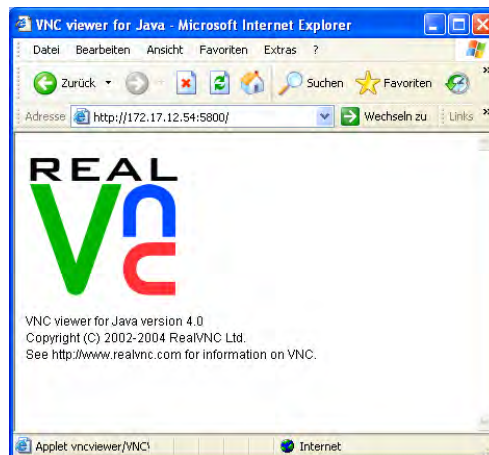 VNC viewer for Java - Microsoft Internet Explorer
Datei Bearbeiten Ansicht Favoriten Extras ?
Zurück Suchen Favoriten »
Adresse http://172.17.12.54:5800/ Wechseln zu Links »
REAL
Vnc
VNC viewer for Java version 4.0
Copyright (C) 2002-2004 RealVNC Ltd.
See http://www.realvnc.com for information on VNC.
Applet vncviewer/VNC Internet